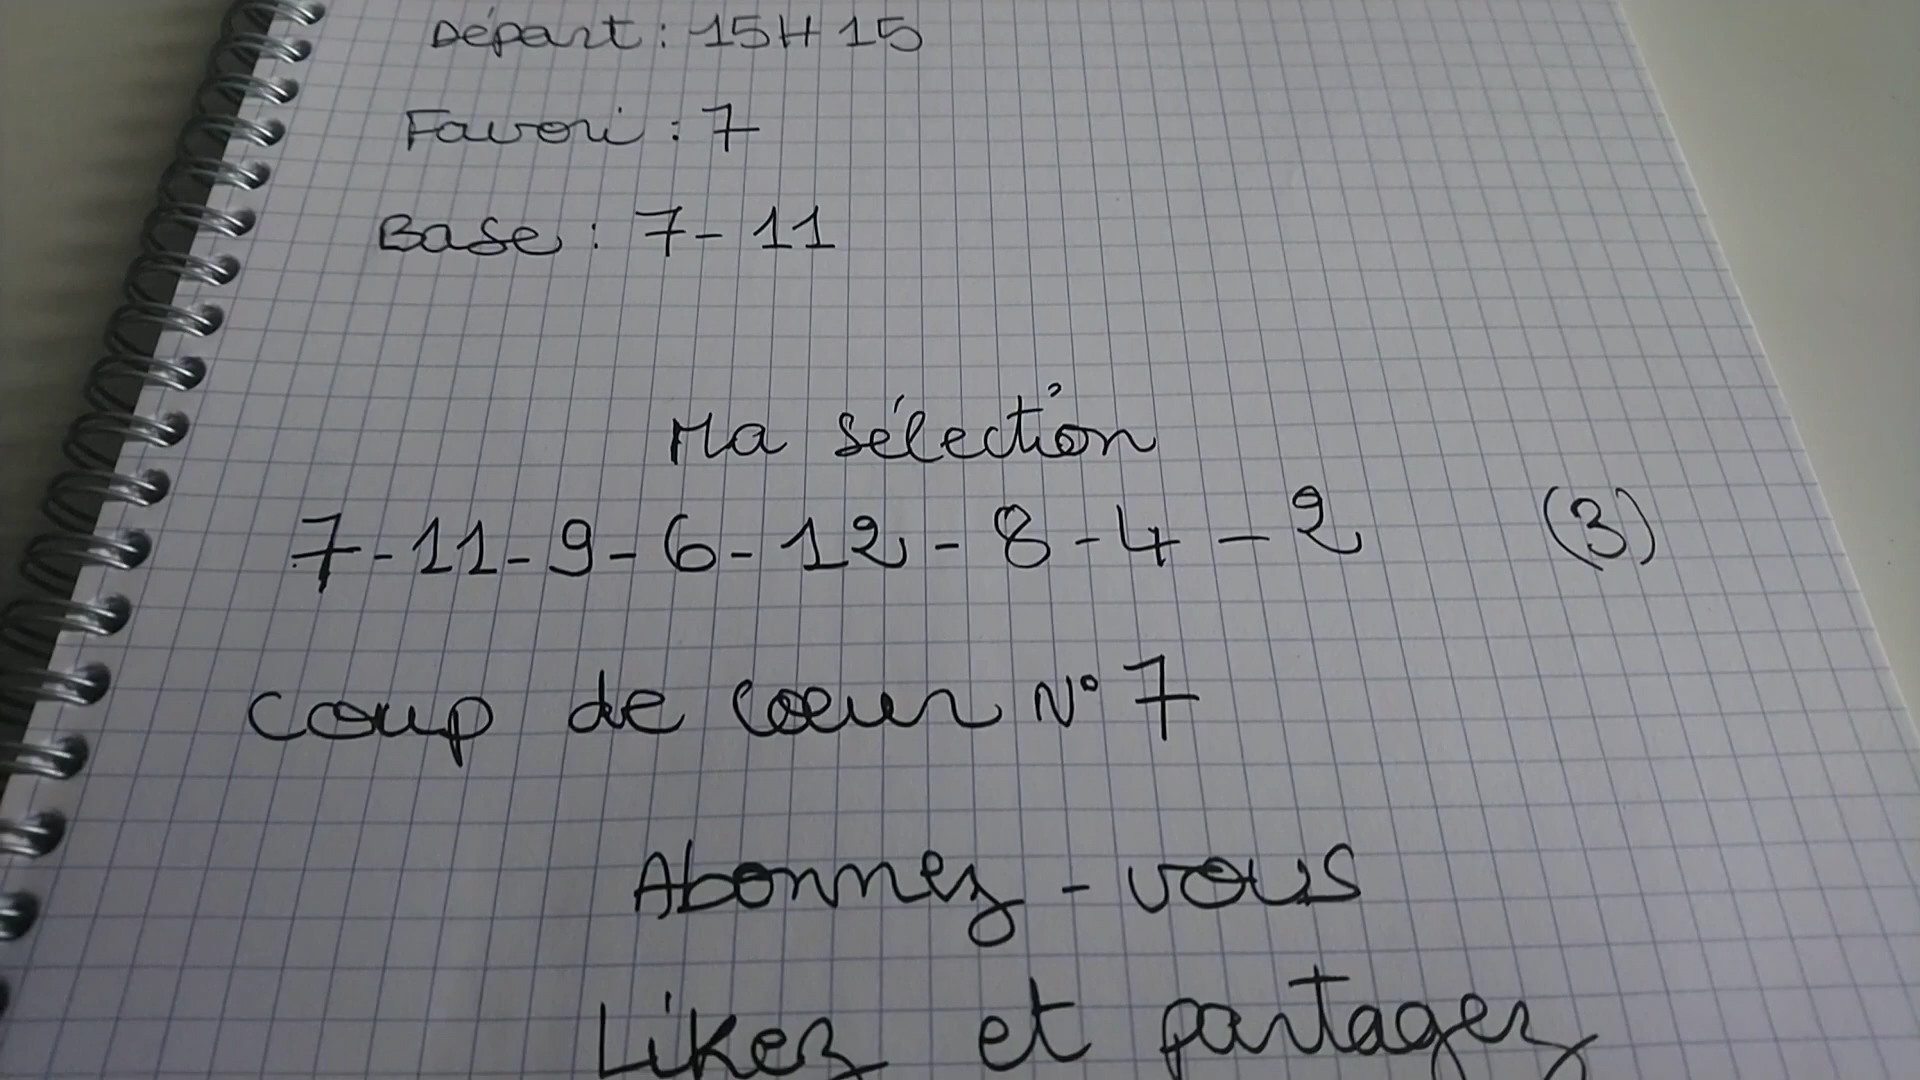 Départ : 15H15
Favori : 7
Base : 7 - 11
Ma sélection
7 - 11 - 9 - 6 - 12 - 8 - 4 - 2 (3)
coup de coeur N° 7
Abonnez - vous
Likez et partagez